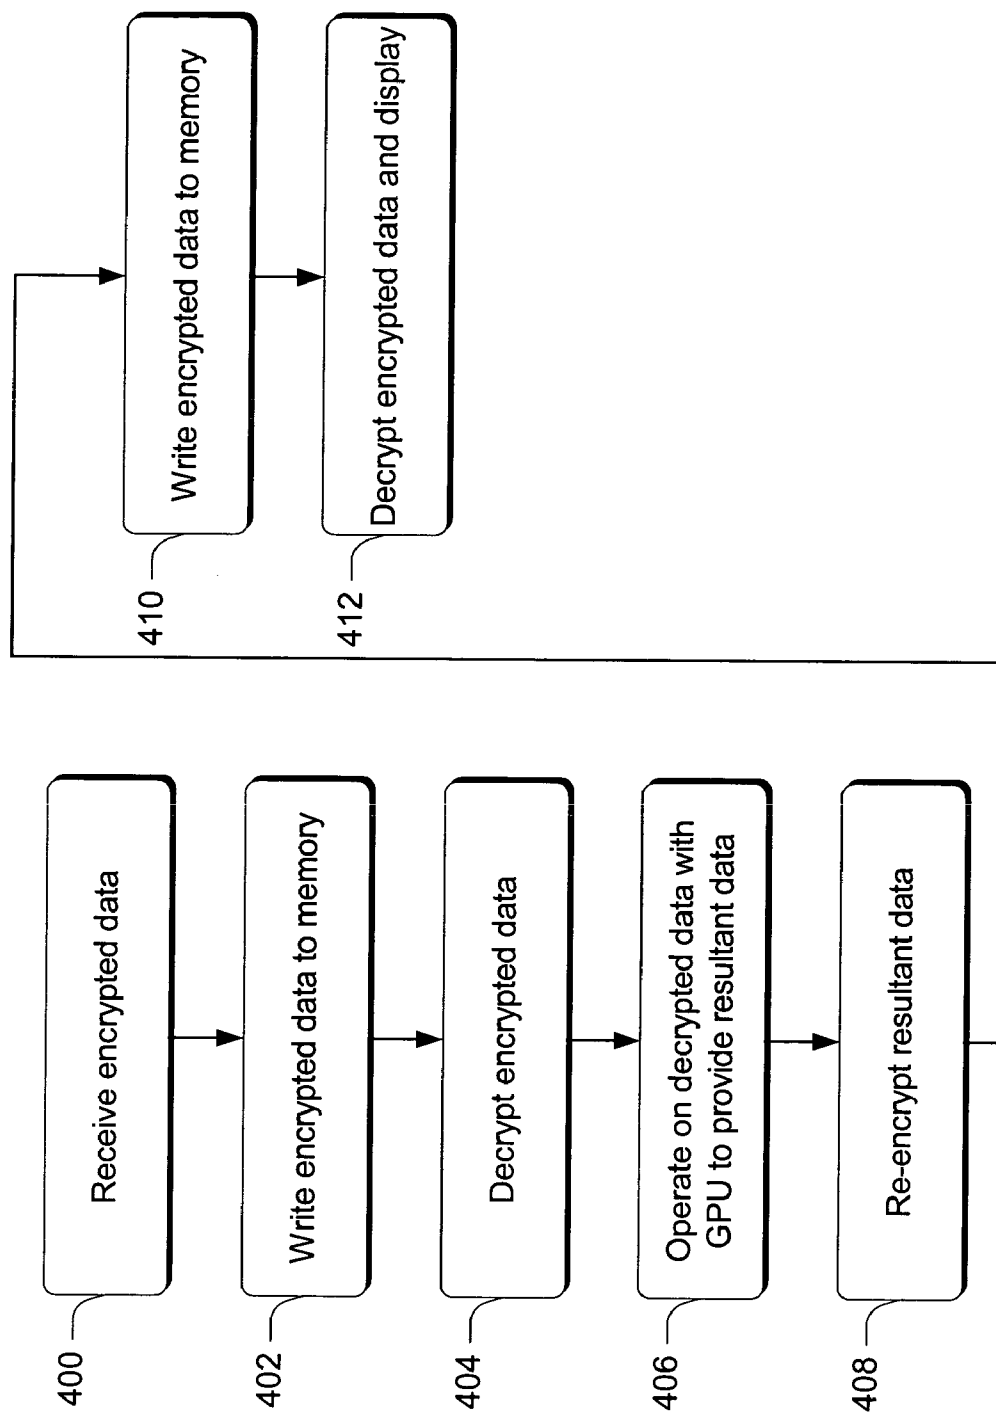 400
Receive encrypted data
402
Write encrypted data to memory
404
Decrypt encrypted data
406
Operate on decrypted data with
GPU to provide resultant data
408
Re-encrypt resultant data
410
Write encrypted data to memory
412
Decrypt encrypted data and display